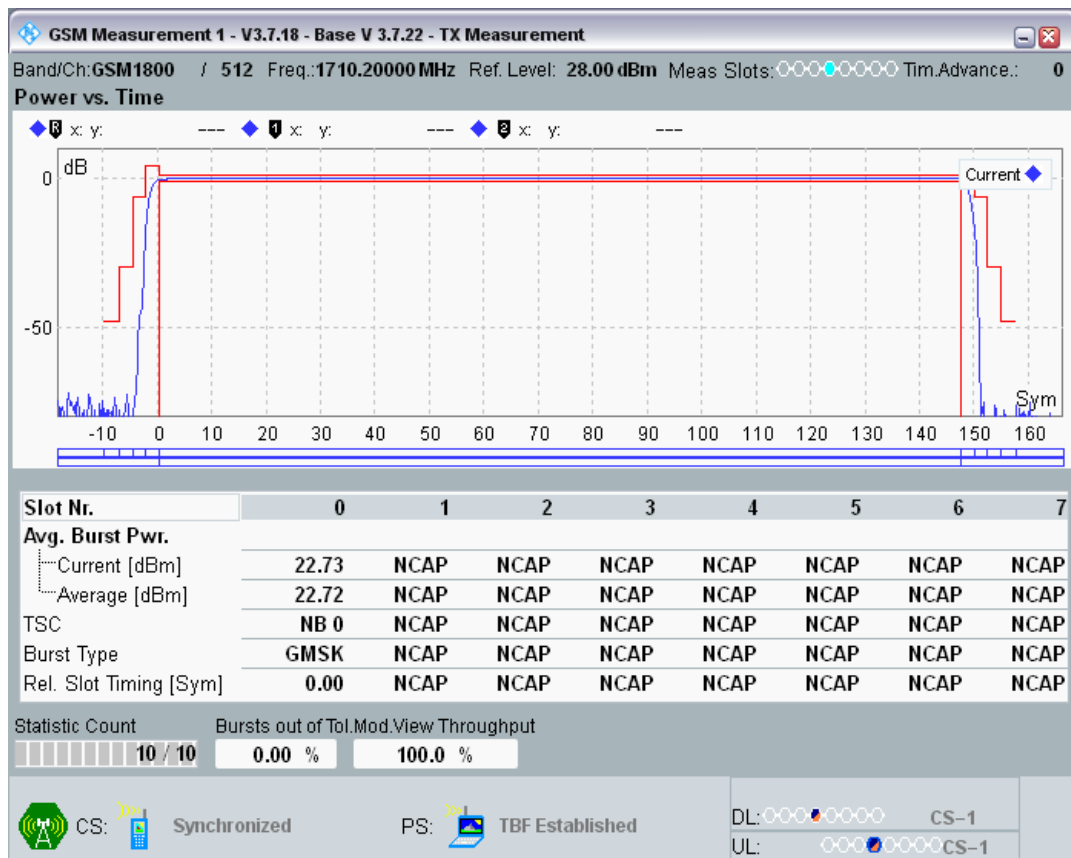 GSM Measurement 1 - V3.7.18 - Base V 3.7.22 - TX Measurement
Band/Ch:GSM1800 / 512 Freq.:1710.20000 MHz Ref. Level: 28.00 dBm Meas Slots: Tim.Advance.: 0
Power vs. Time
R x: y: --- 1 x: y: --- 2 x: y: ---
dB
Current
0
-50
Sym
-10 0 10 20 30 40 50 60 70 80 90 100 110 120 130 140 150 160
Slot Nr. 0 1 2 3 4 5 6 7
Avg. Burst Pwr.
Current [dBm] 22.73 NCAP NCAP NCAP NCAP NCAP NCAP NCAP
Average [dBm] 22.72 NCAP NCAP NCAP NCAP NCAP NCAP NCAP
TSC NB 0 NCAP NCAP NCAP NCAP NCAP NCAP NCAP
Burst Type GMSK NCAP NCAP NCAP NCAP NCAP NCAP NCAP
Rel. Slot Timing [Sym] 0.00 NCAP NCAP NCAP NCAP NCAP NCAP NCAP
Statistic Count Bursts out of Tol. Mod.View Throughput
10 / 10 0.00 % 100.0 %
DL: CS-1
CS: Synchronized PS: TBF Established
UL: CS-1